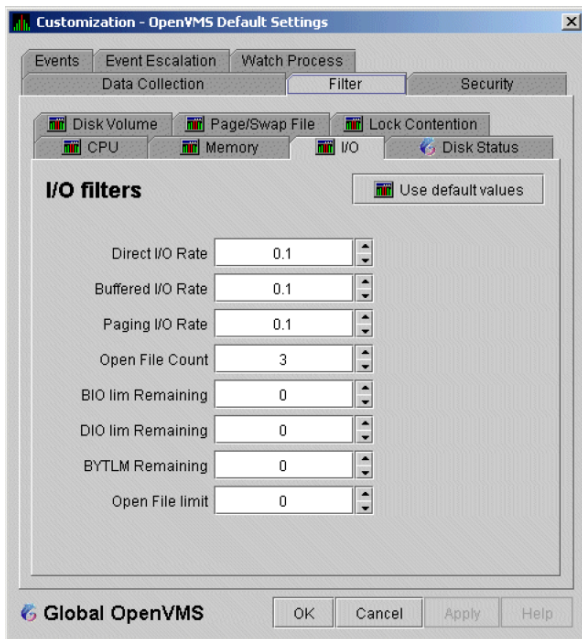 Customization - OpenVMS Default Settings
Events Event Escalation Watch Process
Data Collection Filter Security
Disk Volume Page/Swap File Lock Contention
CPU Memory I/O Disk Status
I/O filters Use default values
Direct I/O Rate 0.1
Buffered I/O Rate 0.1
Paging I/O Rate 0.1
Open File Count 3
BIO lim Remaining 0
DIO lim Remaining 0
BYTLM Remaining 0
Open File limit 0
Global OpenVMS OK Cancel Apply Help